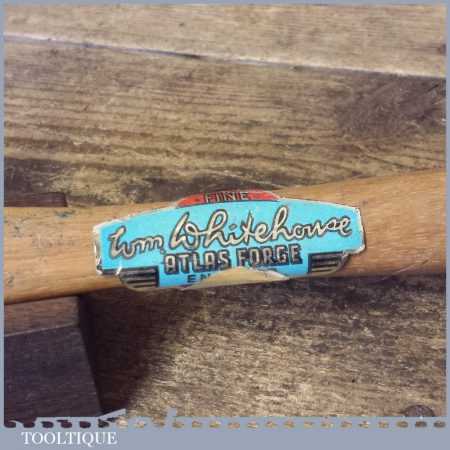 FINE
Wm Whitehouse
ATLAS FORGE
TOOLTIQUE